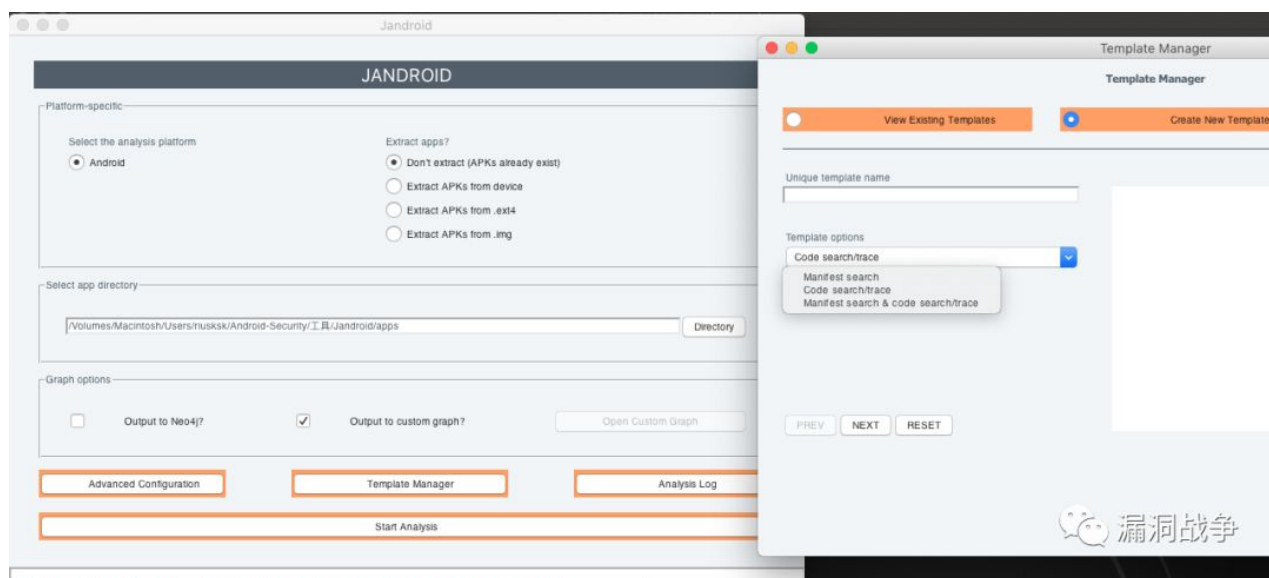 Jandroid
JANDROID
Platform-specific
Select the analysis platform
Android
Extract apps?
Don't extract (APKs already exist)
Extract APKs from device
Extract APKs from .ext4
Extract APKs from .img
Select app directory
/Volumes/Macintosh/Users/riusksk/Android-Security/工具/Jandroid/apps
Directory
Graph options
Output to Neo4j?
Output to custom graph?
Open Custom Graph
Advanced Configuration
Template Manager
Analysis Log
Start Analysis
Template Manager
Template Manager
View Existing Templates
Create New Template
Unique template name
Template options
Code search/trace
Manifest search
Code search/trace
Manifest search & code search/trace
PREV
NEXT
RESET
漏洞战争